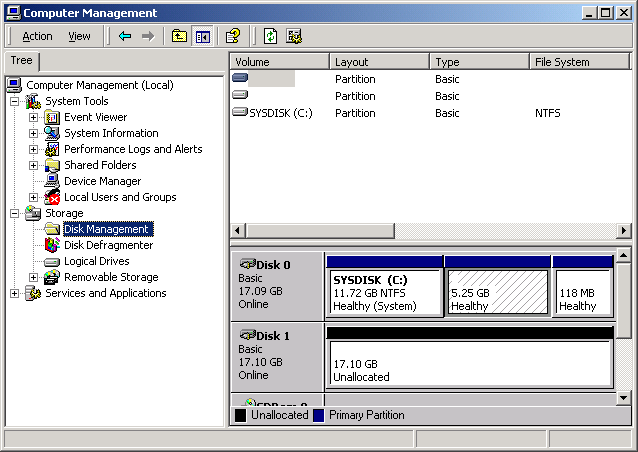 Computer Management
Action View
Tree
Computer Management (Local)
System Tools
Event Viewer
System Information
Performance Logs and Alerts
Shared Folders
Device Manager
Local Users and Groups
Storage
Disk Management
Disk Defragmenter
Logical Drives
Removable Storage
Services and Applications
Volume Layout Type File System
Partition Basic
Partition Basic
SYSDISK (C:) Partition Basic NTFS
Disk 0
Basic
17.09 GB
Online
SYSDISK (C:)
11.72 GB NTFS
Healthy (System)
5.25 GB
Healthy
118 MB
Healthy
Disk 1
Basic
17.10 GB
Online
17.10 GB
Unallocated
Unallocated Primary Partition